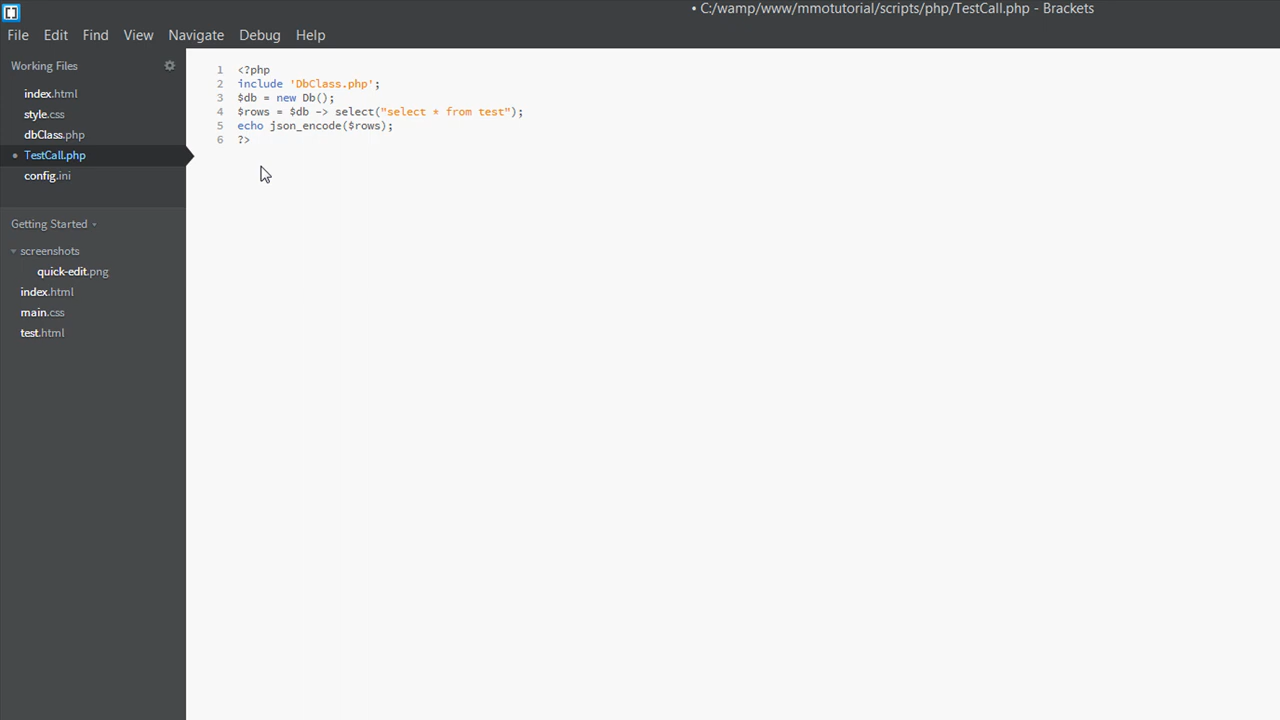 • C:/wamp/www/mmotutorial/scripts/php/TestCall.php - Brackets
File Edit Find View Navigate Debug Help
Working Files
index.html
style.css
dbClass.php
• TestCall.php
config.ini
Getting Started
screenshots
quick-edit.png
index.html
main.css
test.html
1 <?php
2 include 'DbClass.php';
3 $db = new Db();
4 $rows = $db -> select("select * from test");
5 echo json_encode($rows);
6 ?>